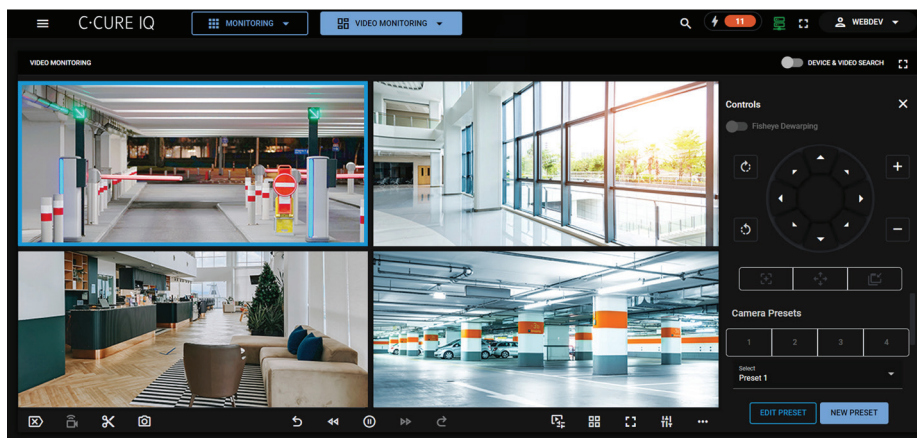 C•CURE IQ
MONITORING
VIDEO MONITORING
11
WEBDEV
VIDEO MONITORING
DEVICE & VIDEO SEARCH
Controls
Fisheye Dewarping
Camera Presets
1 2 3 4
Select
Preset 1
EDIT PRESET NEW PRESET